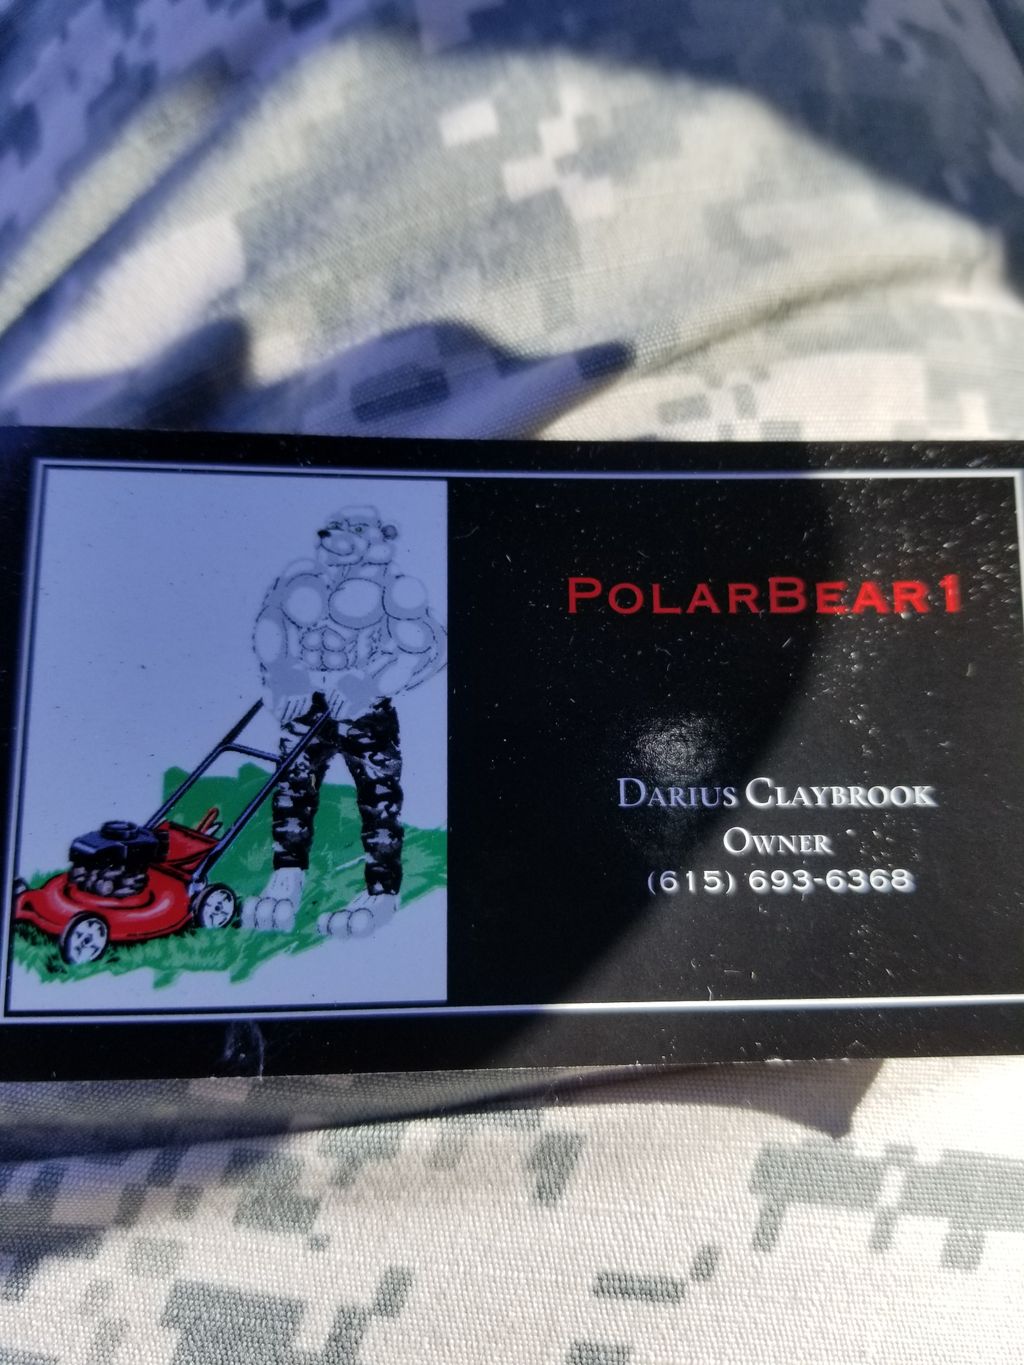 PolarBear1
Darius Claybrook
Owner
(615) 693-6368